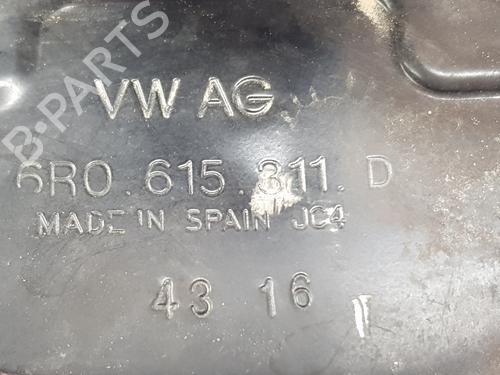 B-PARTS
VW AG
6R0.615.311.D
MADE IN SPAIN JC4
43 16